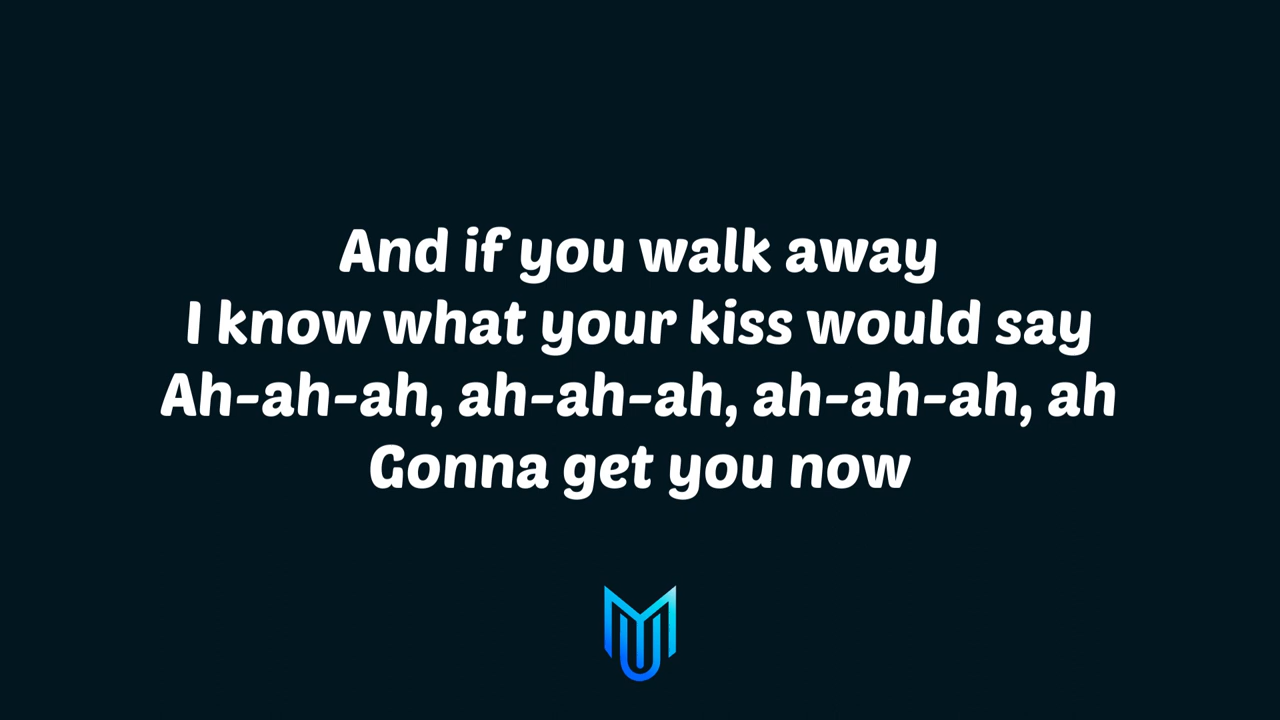 And if you walk away
I know what your kiss would say
Ah-ah-ah, ah-ah-ah, ah-ah-ah, ah
Gonna get you now